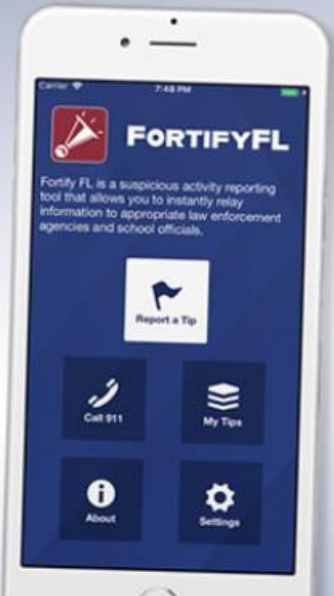 Carrier
7:48 PM
FORTIFYFL
Fortify FL is a suspicious activity reporting
tool that allows you to instantly relay
information to appropriate law enforcement
agencies and school officials.
Report a Tip
Call 911
My Tips
About
Settings